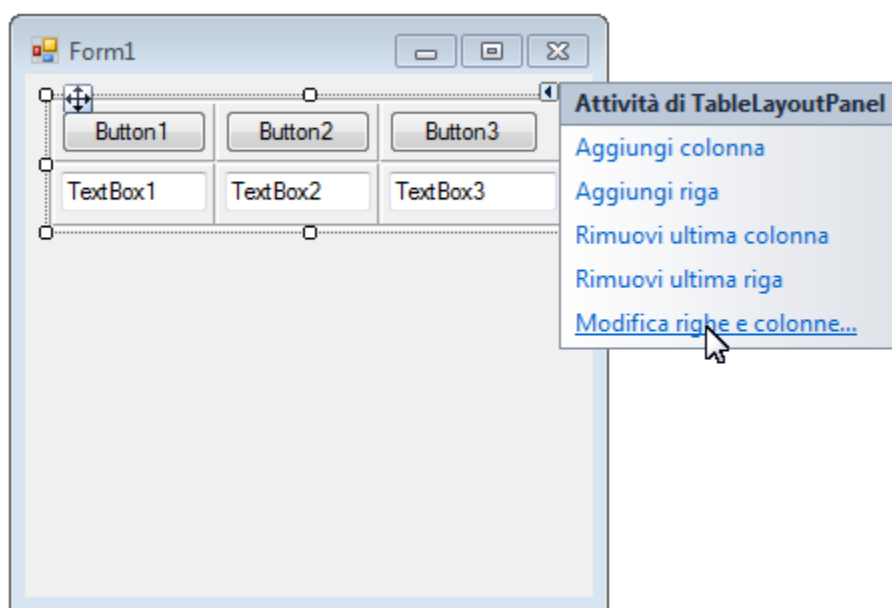 Form1
Button1 Button2 Button3
TextBox1 TextBox2 TextBox3
Attività di TableLayoutPanel
Aggiungi colonna
Aggiungi riga
Rimuovi ultima colonna
Rimuovi ultima riga
Modifica righe e colonne...